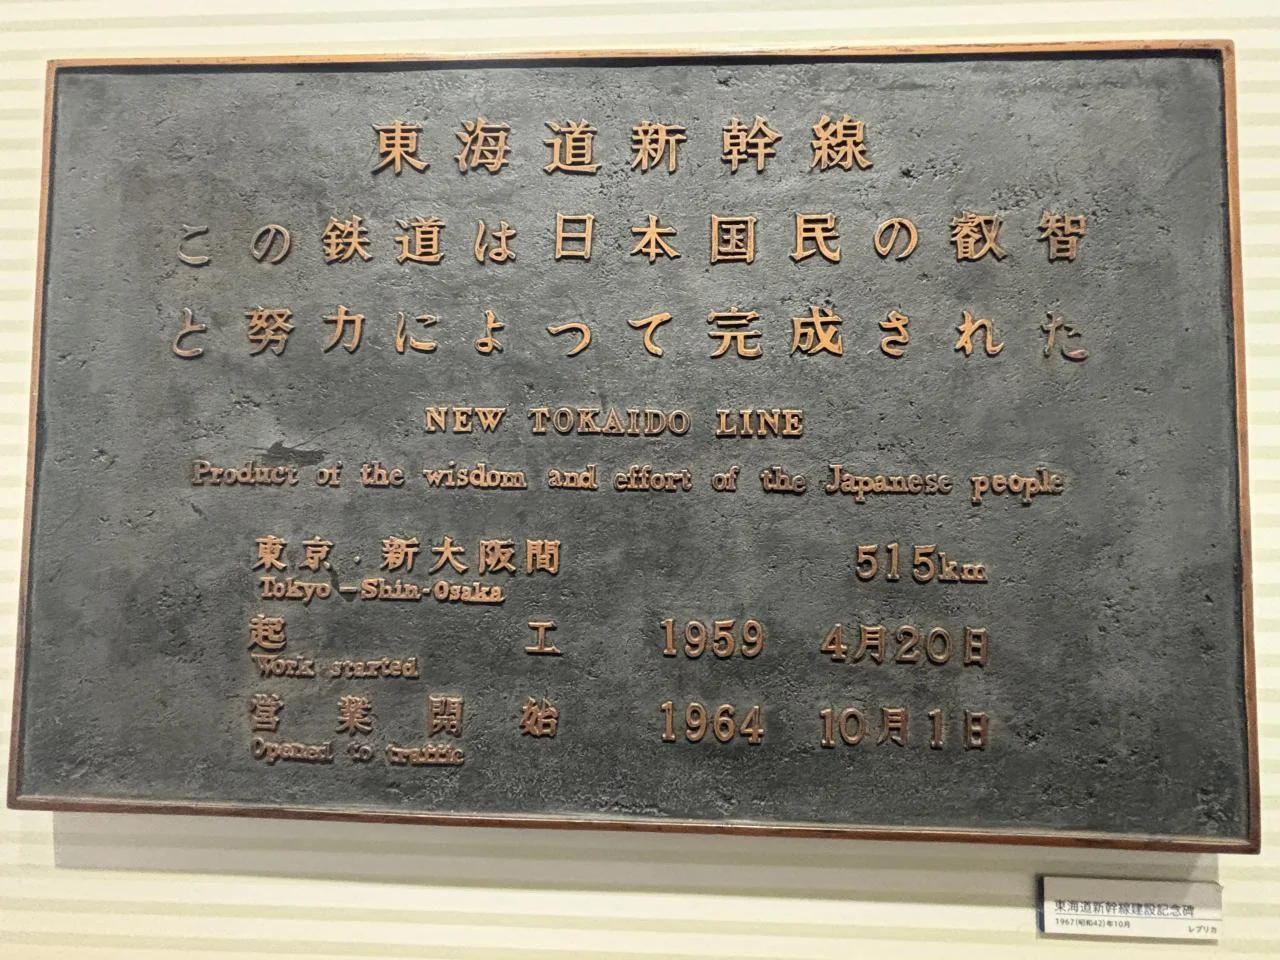 東海道新幹線
この鉄道は日本国民の叡智
と努力によって完成された
NEW TOKAIDO LINE
Product of the wisdom and effort of the Japanese people
東京・新大阪間 515km
Tokyo－Shin-Osaka
起工 1959 4月20日
Work started
営業開始 1964 10月1日
Opened to traffic
東海道新幹線建設記念碑
1967(昭和42)年10月 レプリカ